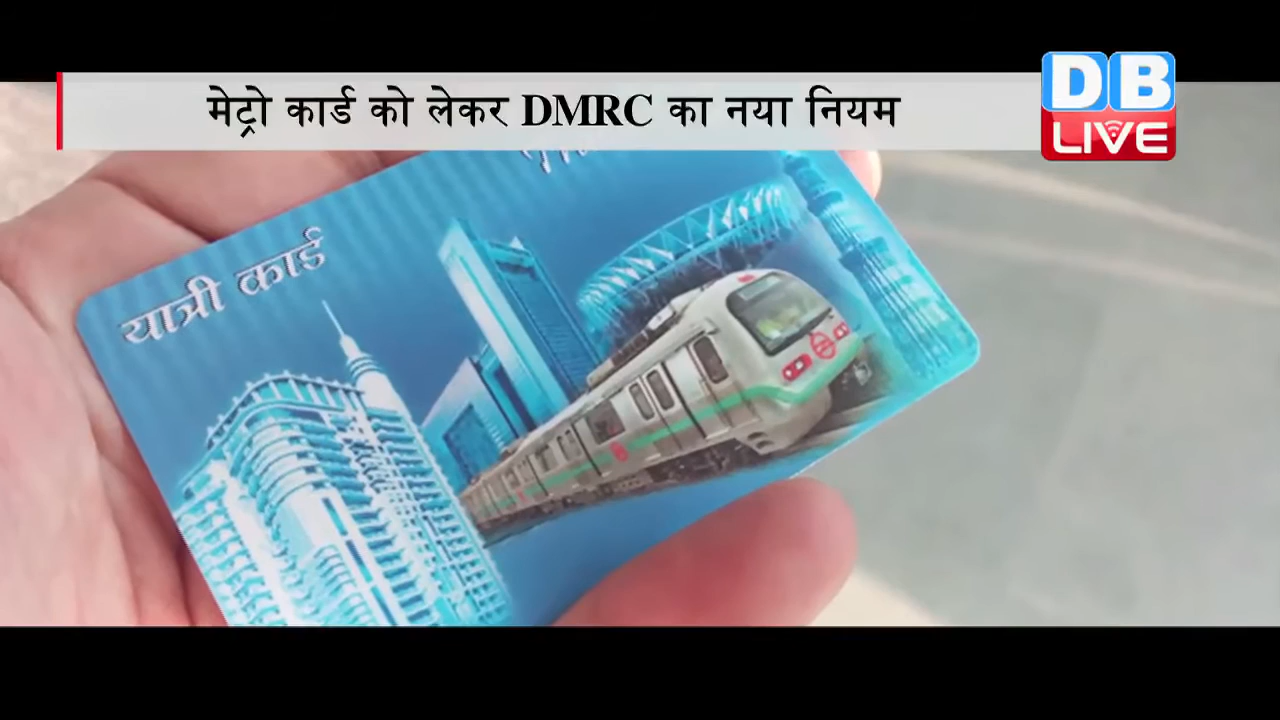 मेट्रो कार्ड को लेकर DMRC का नया नियम
DB
LIVE
यात्री कार्ड